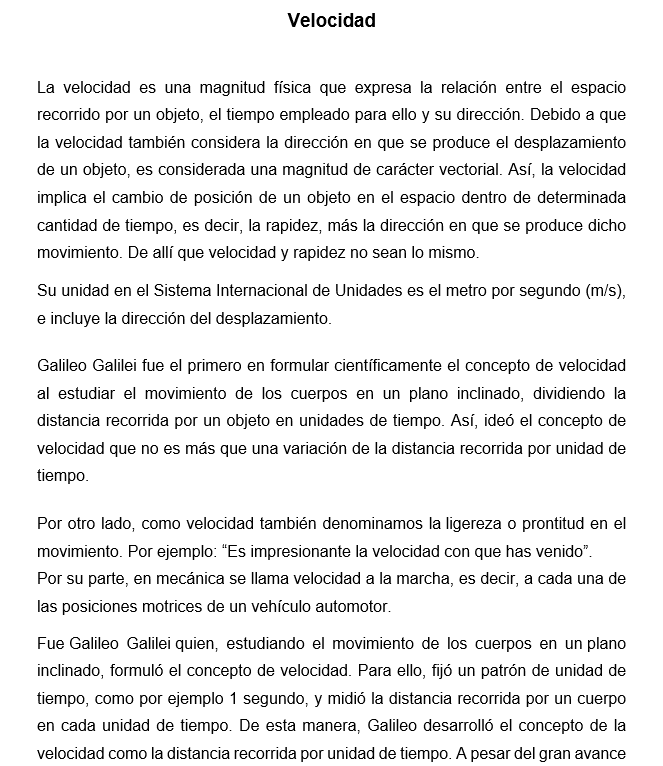 Velocidad
La velocidad es una magnitud física que expresa la relación entre el espacio
recorrido por un objeto, el tiempo empleado para ello y su dirección. Debido a que
la velocidad también considera la dirección en que se produce el desplazamiento
de un objeto, es considerada una magnitud de carácter vectorial. Así, la velocidad
implica el cambio de posición de un objeto en el espacio dentro de determinada
cantidad de tiempo, es decir, la rapidez, más la dirección en que se produce dicho
movimiento. De allí que velocidad y rapidez no sean lo mismo.
Su unidad en el Sistema Internacional de Unidades es el metro por segundo (m/s),
e incluye la dirección del desplazamiento.
Galileo Galilei fue el primero en formular científicamente el concepto de velocidad
al estudiar el movimiento de los cuerpos en un plano inclinado, dividiendo la
distancia recorrida por un objeto en unidades de tiempo. Así, ideó el concepto de
velocidad que no es más que una variación de la distancia recorrida por unidad de
tiempo.
Por otro lado, como velocidad también denominamos la ligereza o prontitud en el
movimiento. Por ejemplo: “Es impresionante la velocidad con que has venido”.
Por su parte, en mecánica se llama velocidad a la marcha, es decir, a cada una de
las posiciones motrices de un vehículo automotor.
Fue Galileo Galilei quien, estudiando el movimiento de los cuerpos en un plano
inclinado, formuló el concepto de velocidad. Para ello, fijó un patrón de unidad de
tiempo, como por ejemplo 1 segundo, y midió la distancia recorrida por un cuerpo
en cada unidad de tiempo. De esta manera, Galileo desarrolló el concepto de la
velocidad como la distancia recorrida por unidad de tiempo. A pesar del gran avance